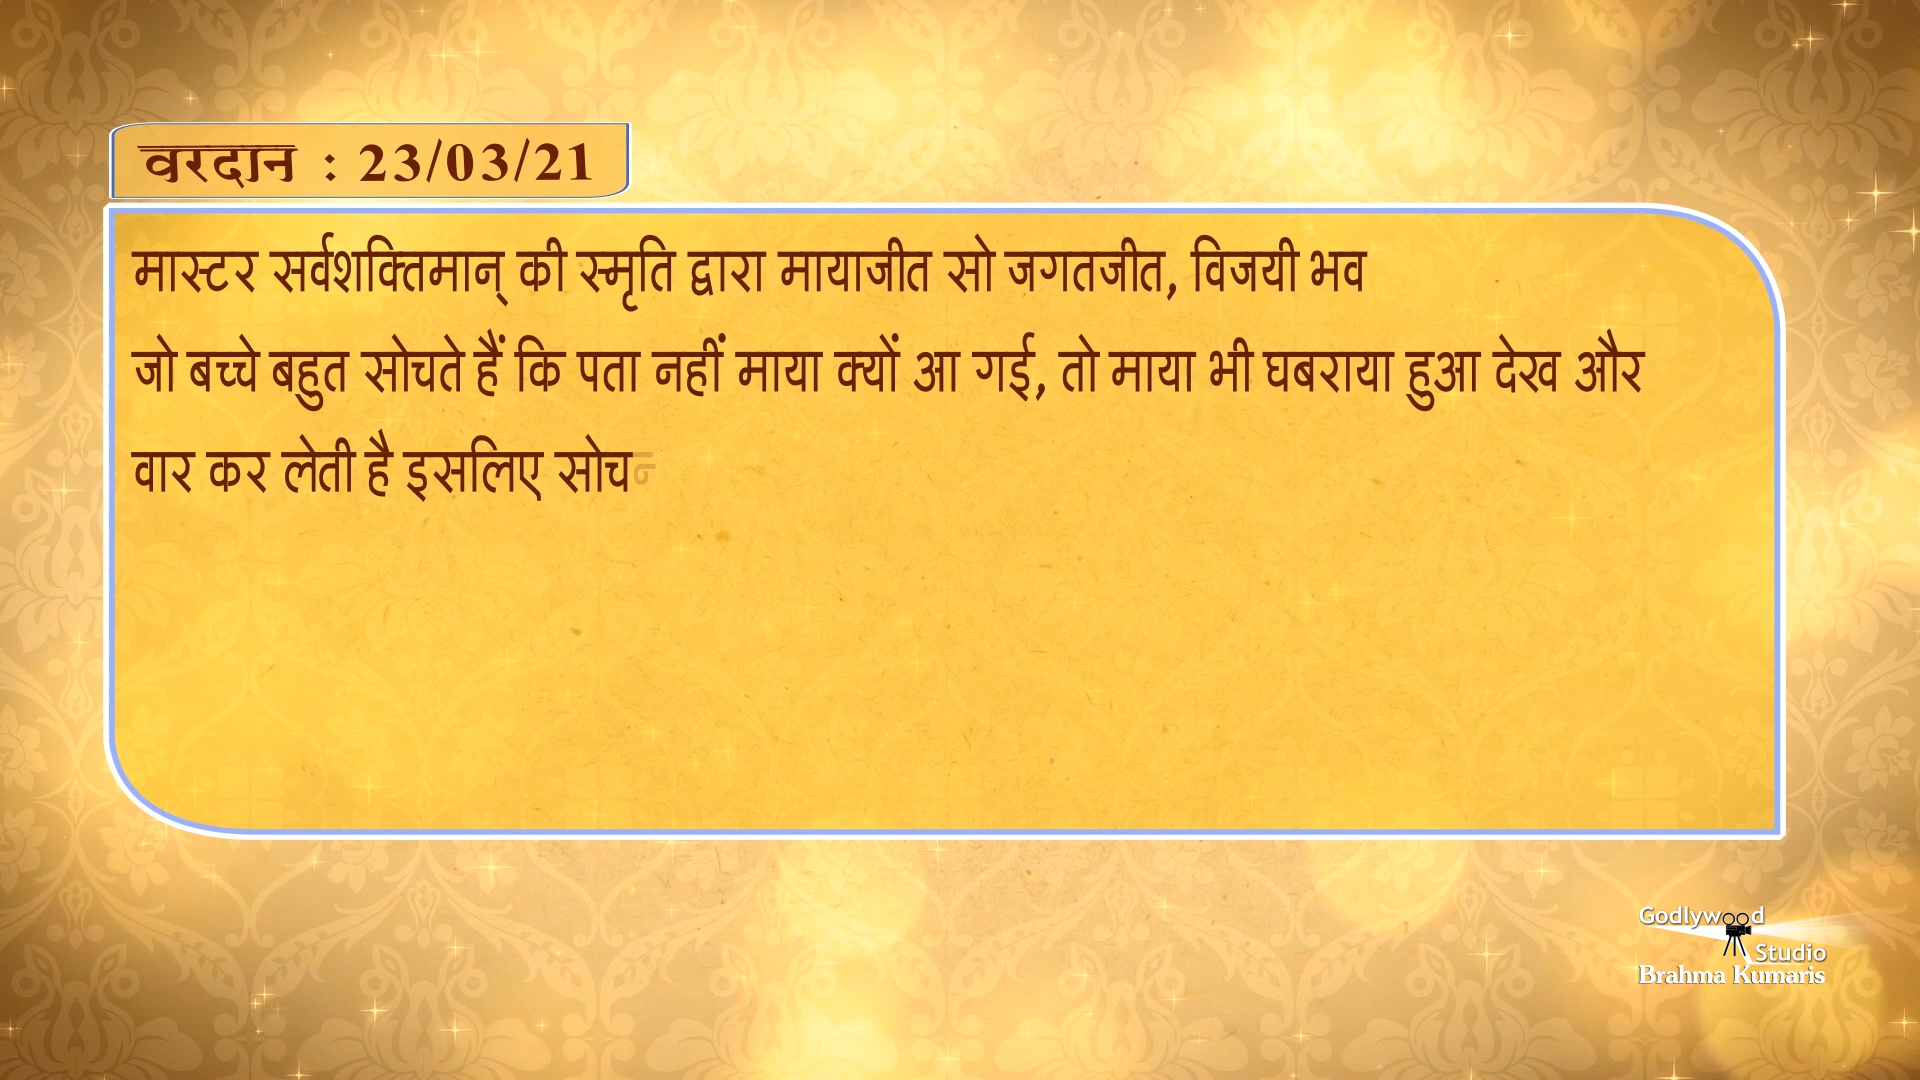 वरदान : 23/03/21
मास्टर सर्वशक्तिमान् की स्मृति द्वारा मायाजीत सो जगतजीत, विजयी भव
जो बच्चे बहुत सोचते हैं कि पता नहीं माया क्यों आ गई, तो माया भी घबराया हुआ देख और
वार कर लेती है इसलिए सोचन
Godlywood
Studio
Brahma Kumaris